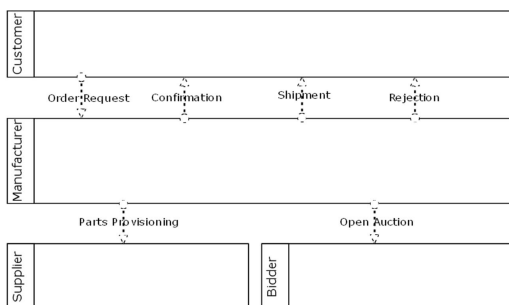 Customer
Order Request
Confirmation
Shipment
Rejection
Manufacturer
Parts Provisioning
Open Auction
Supplier
Bidder